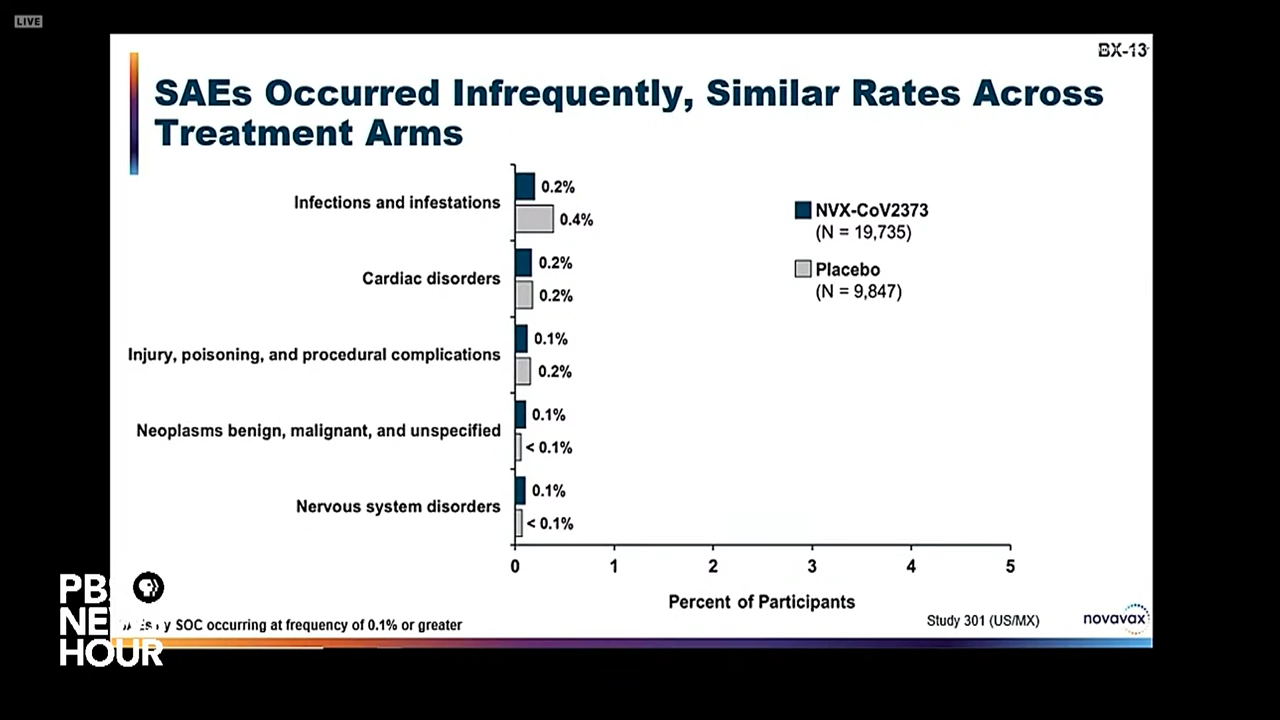 LIVE
BX-13
SAEs Occurred Infrequently, Similar Rates Across
Treatment Arms
Infections and infestations
0.2%
0.4%
Cardiac disorders
0.2%
0.2%
Injury, poisoning, and procedural complications
0.1%
0.2%
Neoplasms benign, malignant, and unspecified
0.1%
< 0.1%
Nervous system disorders
0.1%
< 0.1%
NVX-CoV2373
(N = 19,735)
Placebo
(N = 9,847)
0 1 2 3 4 5
Percent of Participants
SOC occurring at frequency of 0.1% or greater
Study 301 (US/MX)
novavax
PBS
NEWS
HOUR